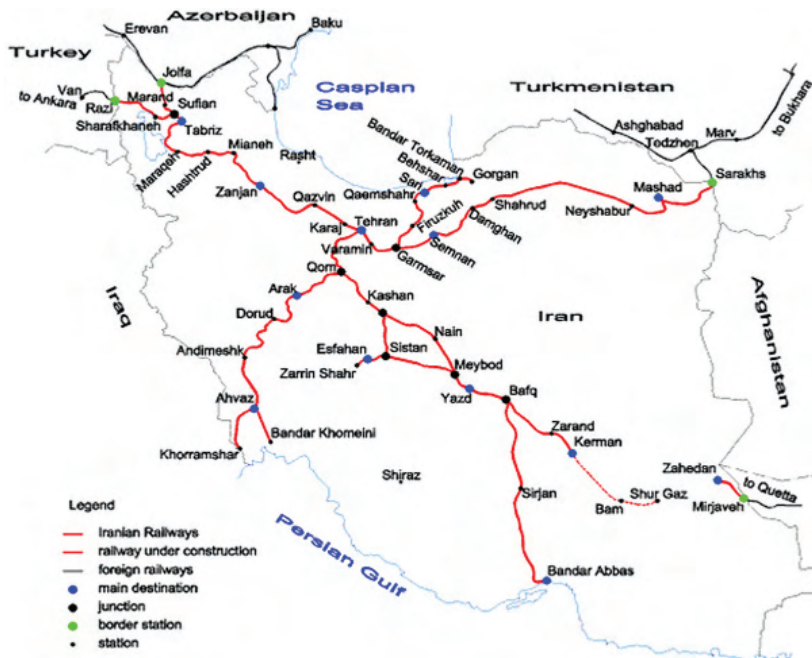 Azerbaijan
Erevan
Baku
Turkey
Jolfa
Van
to Ankara
Razi
Marand
Sufian
Sharafkhaneh
Tabriz
Caspian
Sea
Turkmenistan
to Bukhara
Ashghabad
Marv
Tedzhen
Maraqeh
Hashtrud
Mianeh
Rasht
Bandar Torkaman
Behshar
Gorgan
Sari
Qaemshahr
Sarakhs
Mashad
Zanjan
Qazvin
Karaj
Tehran
Firuzkuh
Shahrud
Damghan
Neyshabur
Varamin
Semnan
Garmsar
Qom
Arak
Kashan
Iraq
Dorud
Iran
Afghanistan
Nain
Andimeshk
Esfahan
Sistan
Meybod
Zarrin Shahr
Yazd
Bafq
Ahvaz
Bandar Khomeini
Zarand
Kerman
Khorramshar
Shiraz
Zahedan
to Quetta
Sirjan
Bam
Shur Gaz
Mirjaveh
Persian Gulf
Bandar Abbas
Legend
Iranian Railways
railway under construction
foreign railways
main destination
junction
border station
station